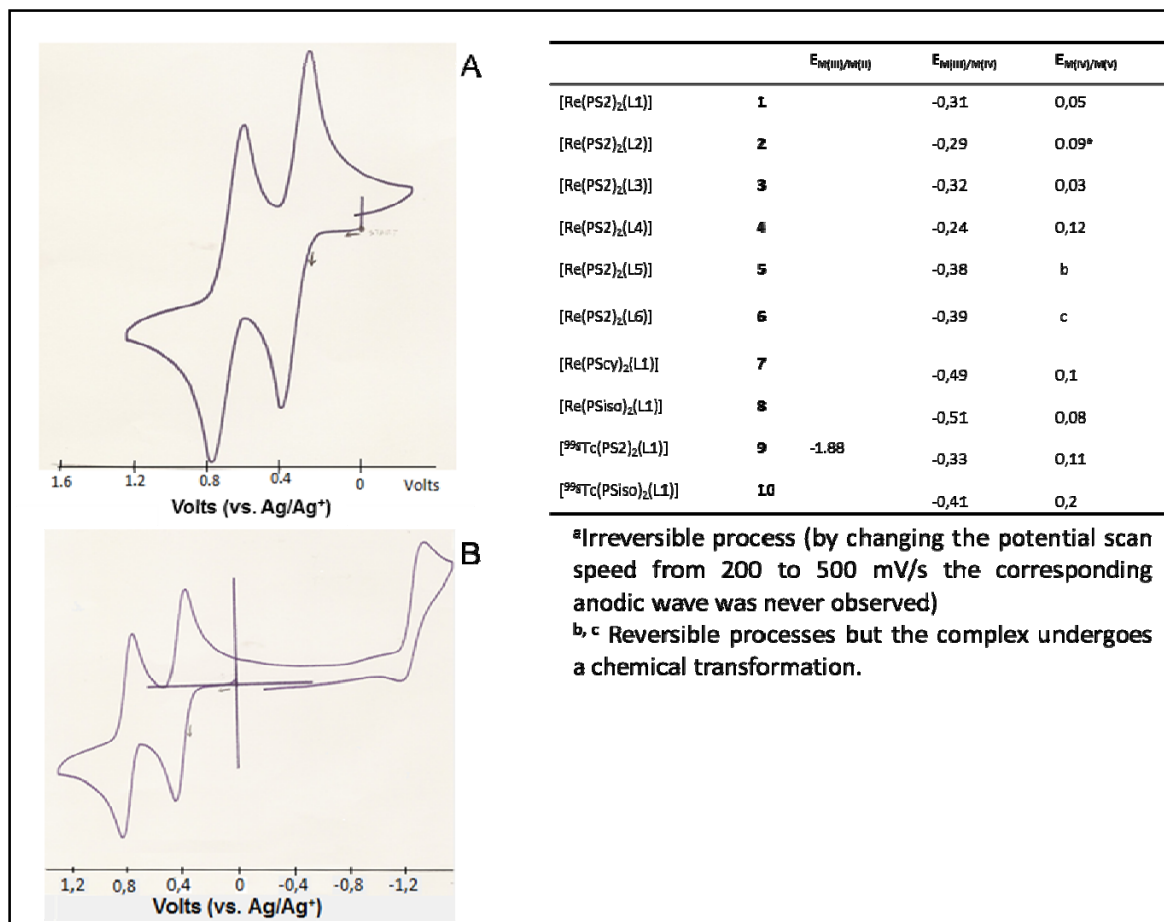 A
START
1.6 1.2 0.8 0.4 0 Volts
Volts (vs. Ag/Ag⁺)
B
1,2 0,8 0,4 0 -0,4 -0,8 -1,2
Volts (vs. Ag/Ag⁺)
E_M(III)/M(II) E_M(III)/M(IV) E_M(IV)/M(V)
[Re(PS2)₂(L1)] 1 -0,31 0,05
[Re(PS2)₂(L2)] 2 -0,29 0.09ᵃ
[Re(PS2)₂(L3)] 3 -0,32 0,03
[Re(PS2)₂(L4)] 4 -0,24 0,12
[Re(PS2)₂(L5)] 5 -0,38 b
[Re(PS2)₂(L6)] 6 -0,39 c
[Re(PScy)₂(L1)] 7 -0,49 0,1
[Re(PSiso)₂(L1)] 8 -0,51 0,08
[⁹⁹ᵍTc(PS2)₂(L1)] 9 -1.88 -0,33 0,11
[⁹⁹ᵍTc(PSiso)₂(L1)] 10 -0,41 0,2
ᵃIrreversible process (by changing the potential scan
speed from 200 to 500 mV/s the corresponding
anodic wave was never observed)
ᵇ,ᶜ Reversible processes but the complex undergoes
a chemical transformation.